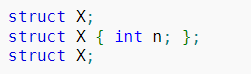 struct X;
struct X { int n; };
struct X;